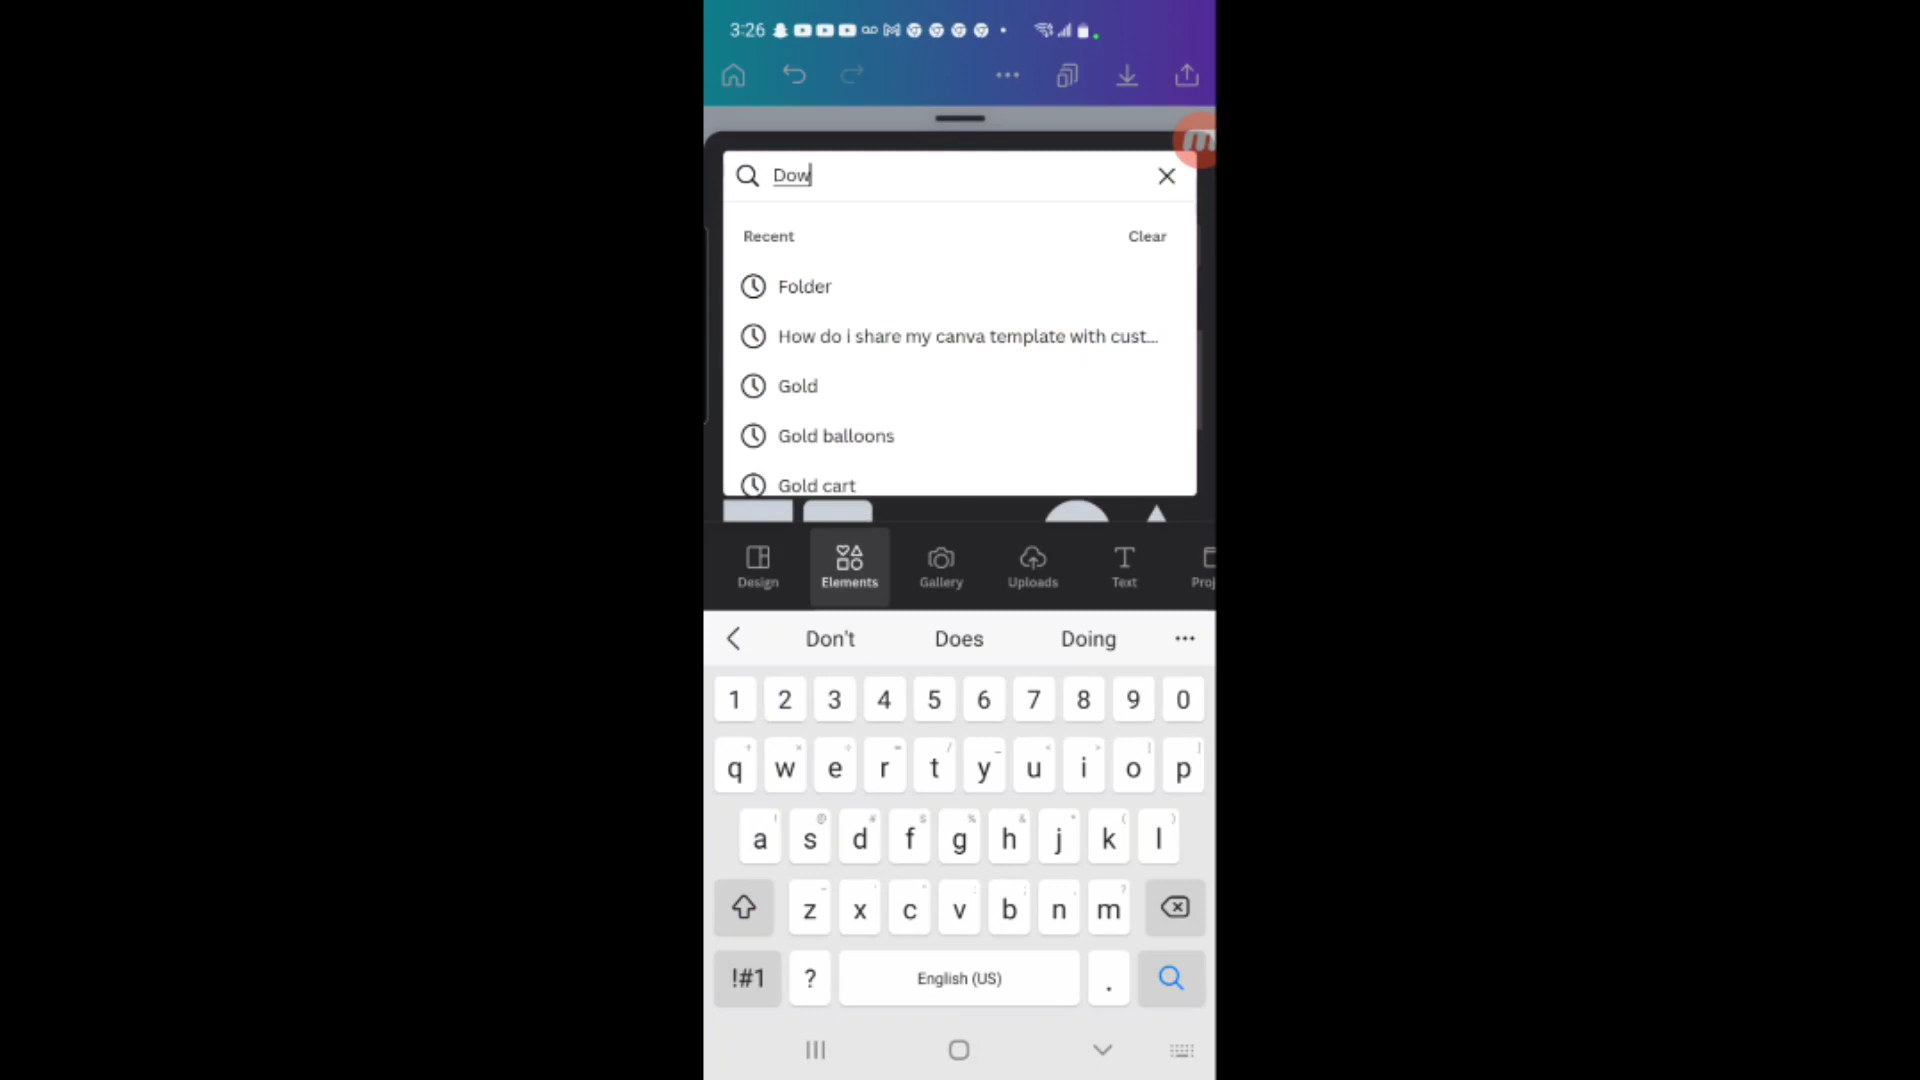 3:26
Dow
Recent Clear
Folder
How do i share my canva template with cust...
Gold
Gold balloons
Gold cart
Design Elements Gallery Uploads Text Proj
Don't Does Doing
1 2 3 4 5 6 7 8 9 0
q w e r t y u i o p
a s d f g h j k l
z x c v b n m
!#1 ? English (US) .